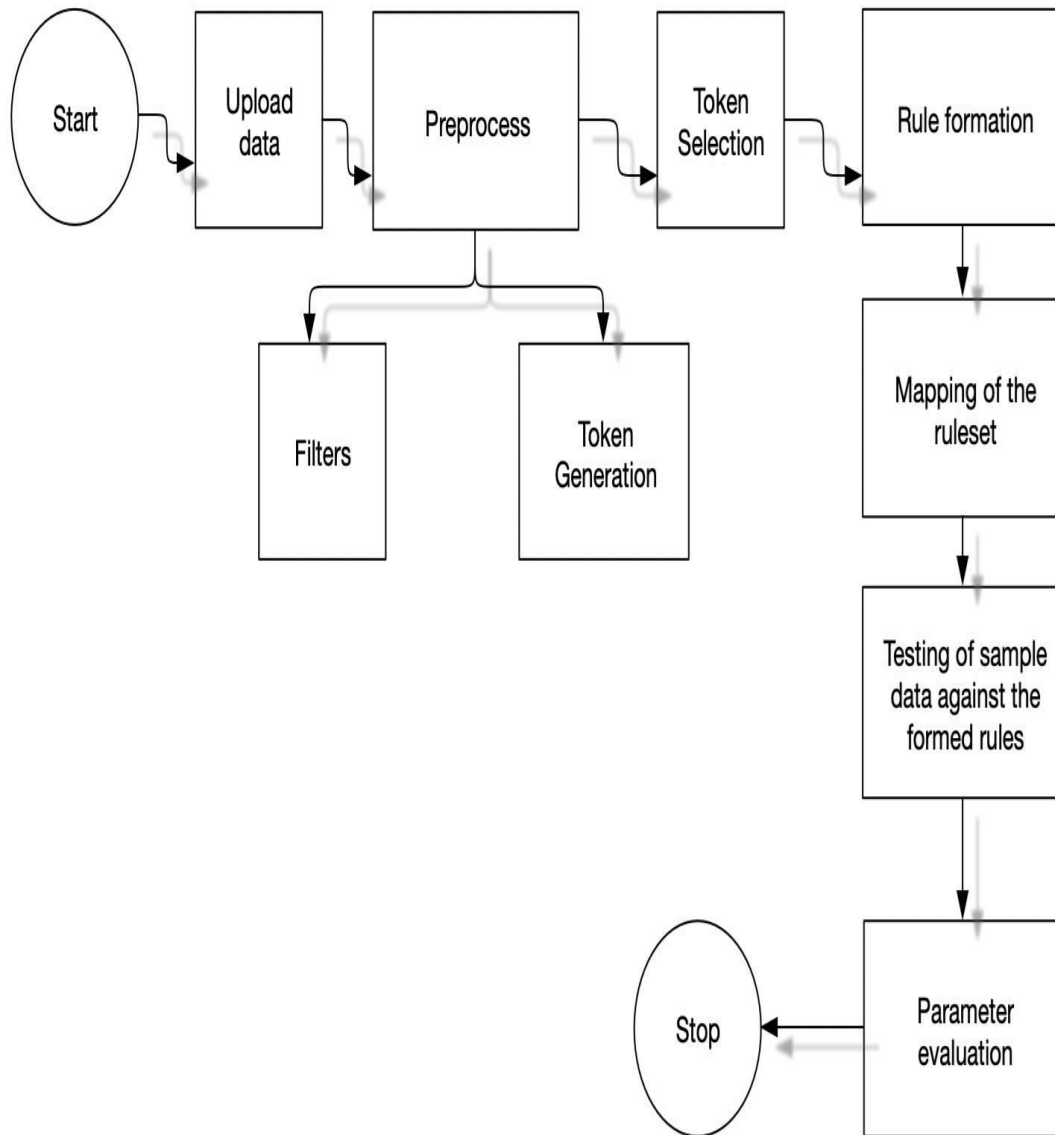 Start
Upload
data
Preprocess
Token
Selection
Rule formation
Filters
Token
Generation
Mapping of the
ruleset
Testing of sample
data against the
formed rules
Parameter
evaluation
Stop